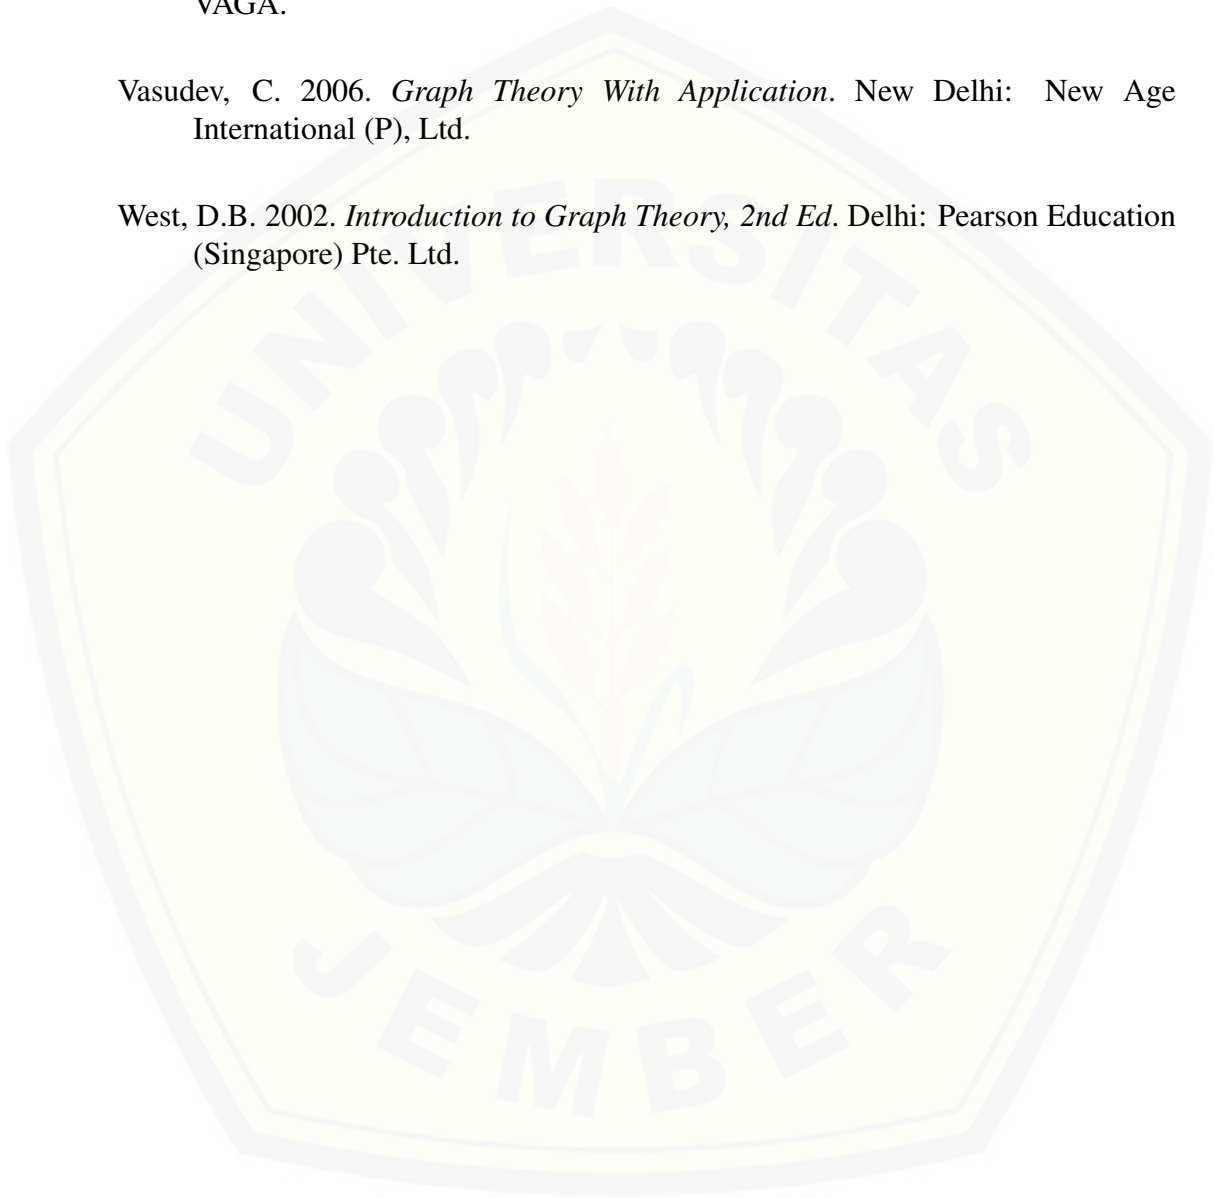 VAGA.
Vasudev, C. 2006. Graph Theory With Application. New Delhi: New Age
International (P), Ltd.
West, D.B. 2002. Introduction to Graph Theory, 2nd Ed. Delhi: Pearson Education
(Singapore) Pte. Ltd.
UNIVERSITAS
JEMBER